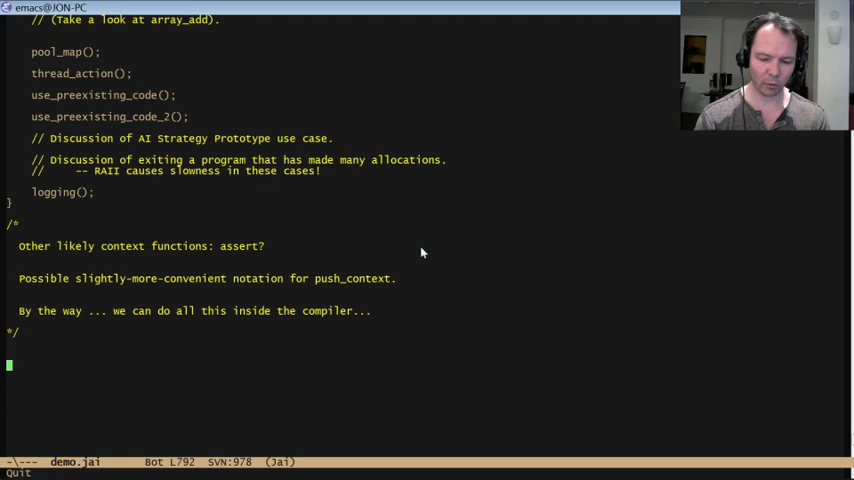 emacs@JON-PC
// (Take a look at array_add).
pool_map();
thread_action();
use_preexisting_code();
use_preexisting_code_2();
// Discussion of AI Strategy Prototype use case.
// Discussion of exiting a program that has made many allocations.
//     -- RAII causes slowness in these cases!
logging();
}
/*
Other likely context functions: assert?
Possible slightly-more-convenient notation for push_context.
By the way ... we can do all this inside the compiler...
*/
-\--- demo.jai Bot L792 SVN:978 (Jai)
Quit